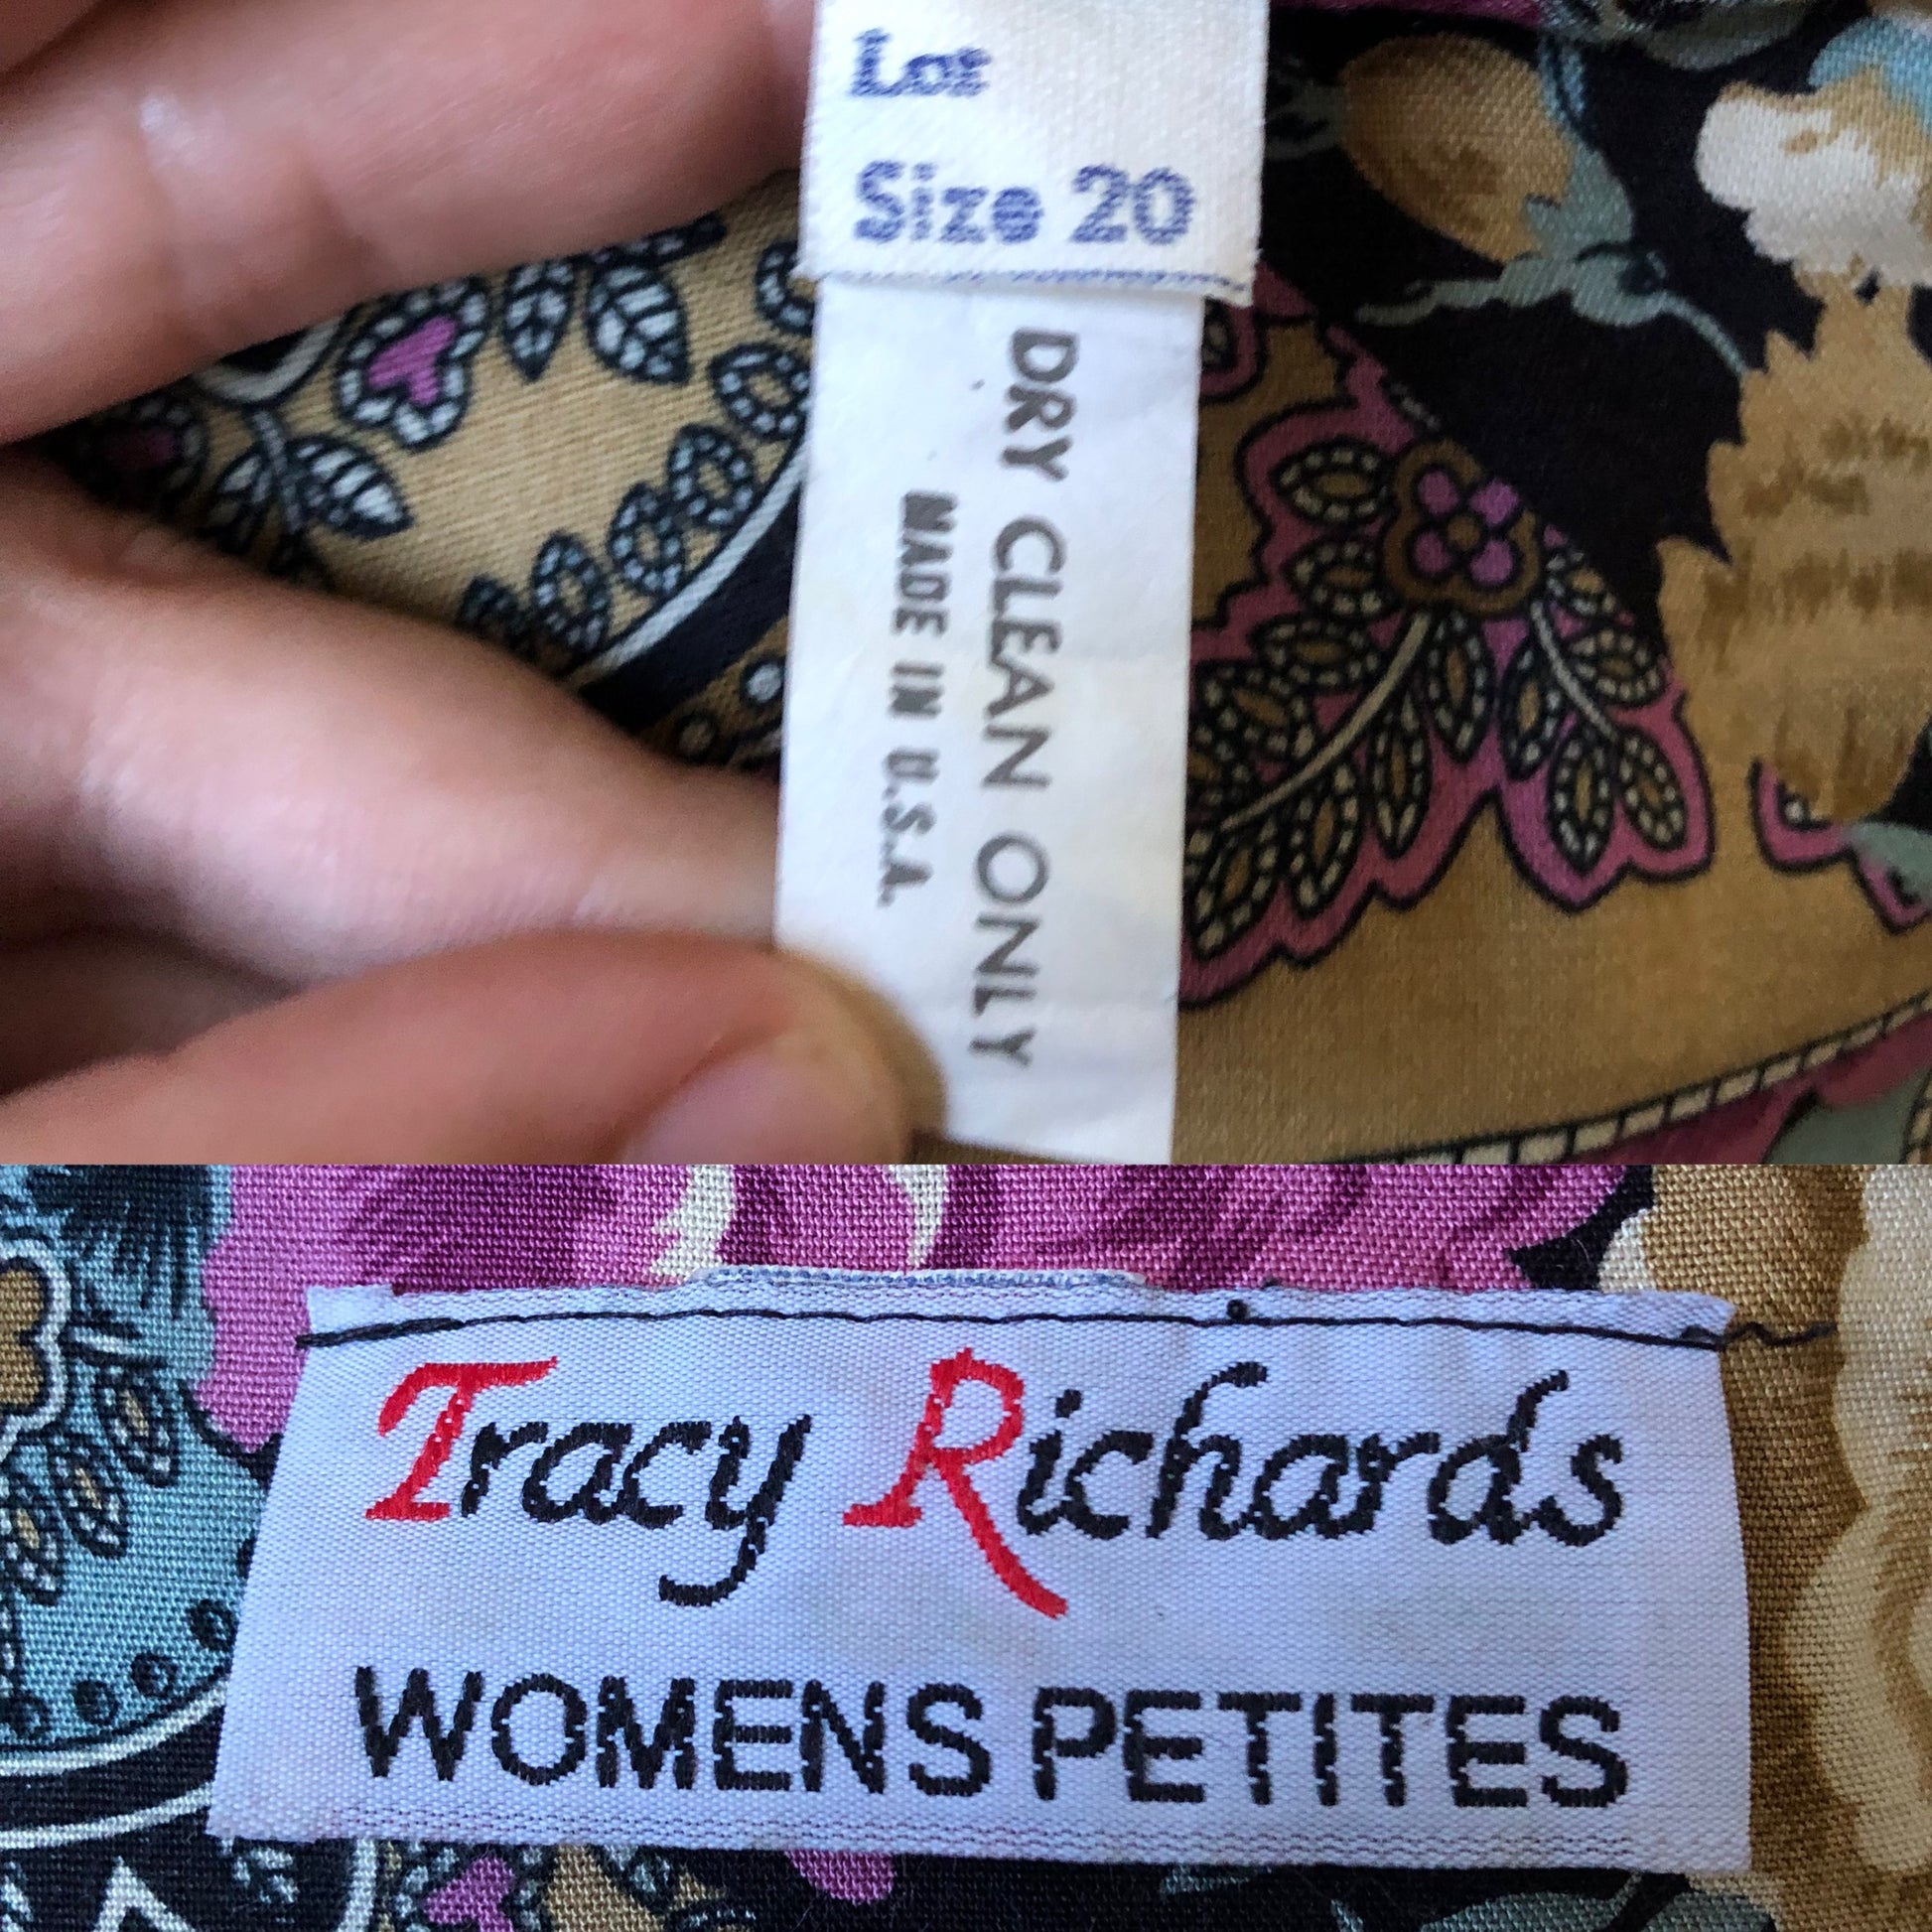 Lot
Size 20
DRY CLEAN ONLY
MADE IN U.S.A.
Tracy Richards
WOMENS PETITES